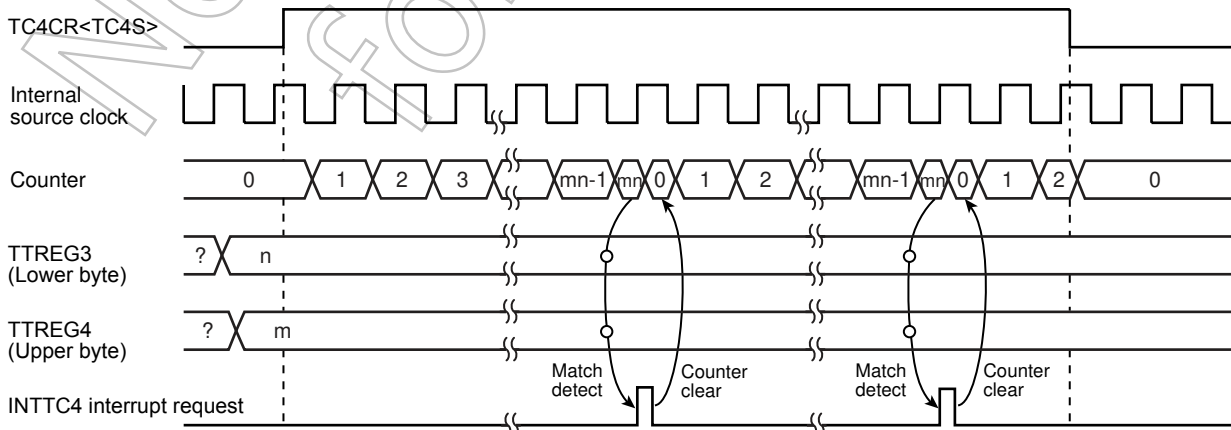 TC4CR<TC4S>
Internal
source clock
Counter
0 1 2 3 mn-1 mn 0 1 2 mn-1 mn 0 1 2 0
TTREG3
(Lower byte)
? n
TTREG4
(Upper byte)
? m
Match
detect
Counter
clear
Match
detect
Counter
clear
INTTC4 interrupt request